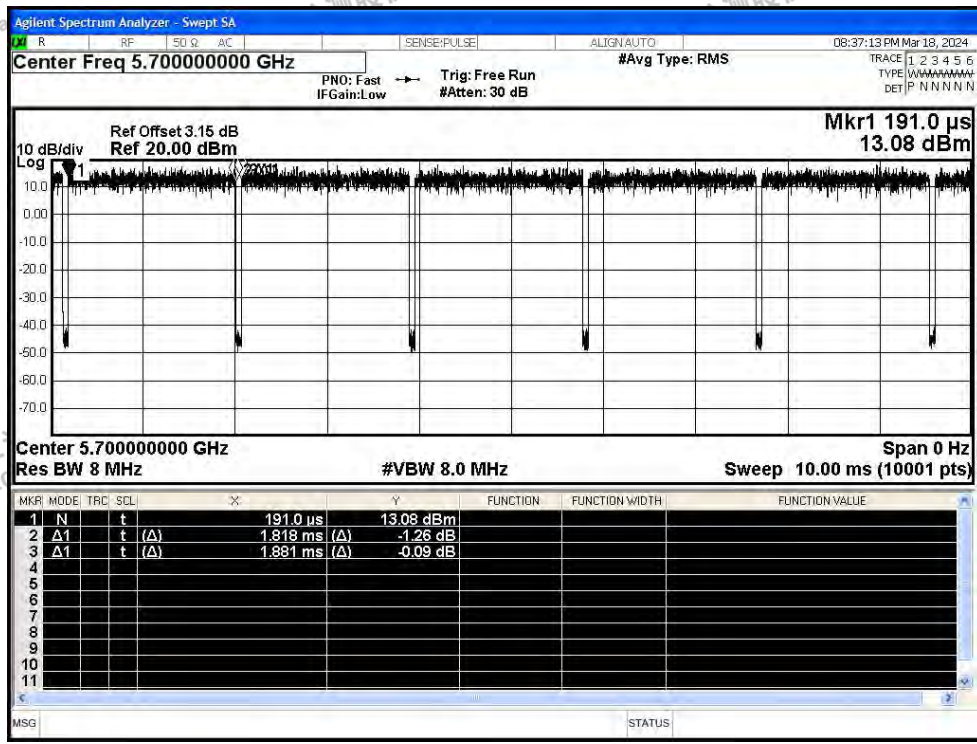 Agilent Spectrum Analyzer - Swept SA
LXI R RF 50 Ω AC SENSE:PULSE ALIGN AUTO 08:37:13 PM Mar 18, 2024
Center Freq 5.700000000 GHz #Avg Type: RMS TRACE 1 2 3 4 5 6
PNO: Fast Trig: Free Run TYPE WWWWWW
IFGain:Low #Atten: 30 dB DET P N N N N N
Mkr1 191.0 µs
Ref Offset 3.15 dB
10 dB/div Ref 20.00 dBm 13.08 dBm
Log
1
10.0
0.00
-10.0
-20.0
-30.0
-40.0
-50.0
-60.0
-70.0
Center 5.700000000 GHz Span 0 Hz
Res BW 8 MHz #VBW 8.0 MHz Sweep 10.00 ms (10001 pts)
MKR MODE TRC SCL X Y FUNCTION FUNCTION WIDTH FUNCTION VALUE
1 N t 191.0 µs 13.08 dBm
2 Δ1 t (Δ) 1.818 ms (Δ) -1.26 dB
3 Δ1 t (Δ) 1.881 ms (Δ) -0.09 dB
4
5
6
7
8
9
10
11
MSG STATUS